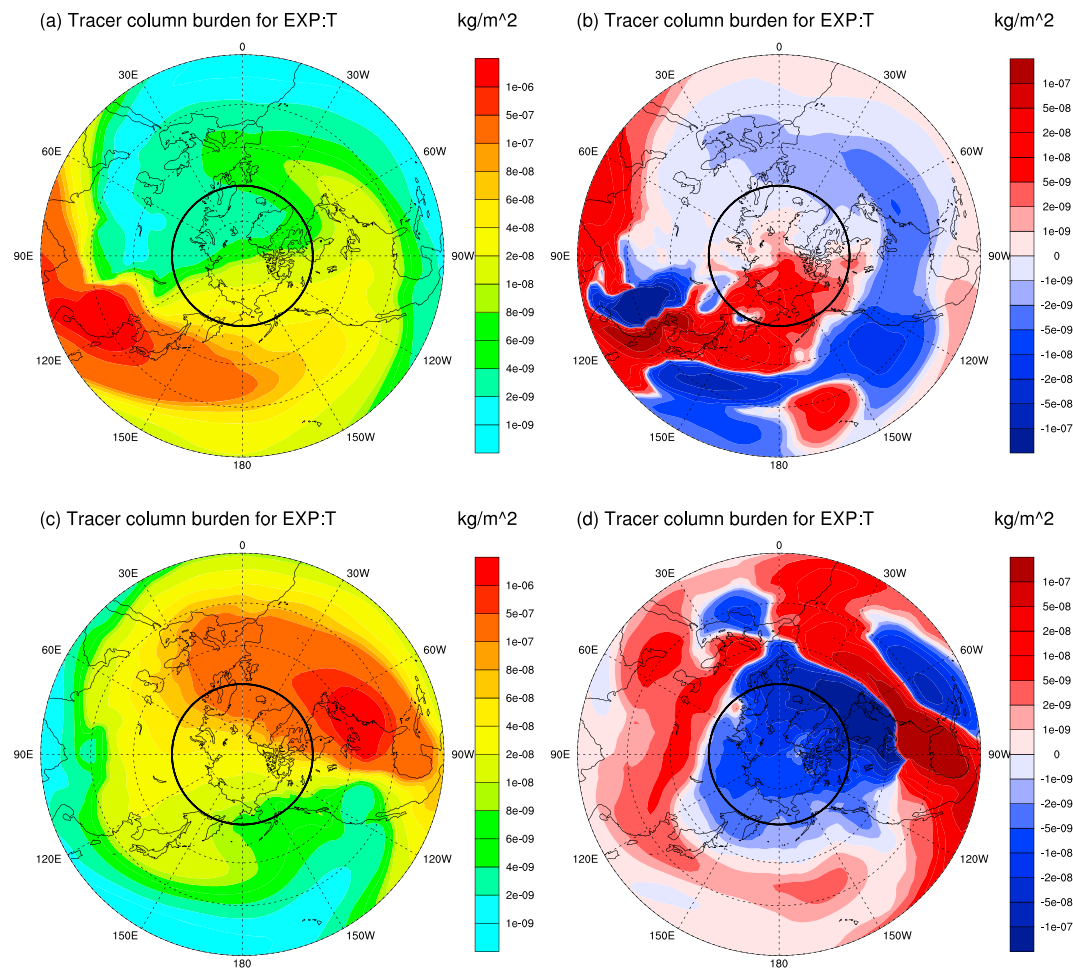 (a) Tracer column burden for EXP:T kg/m^2
0
30E
30W
60E
60W
90E
90W
120E
120W
150E
150W
180
1e-06
5e-07
1e-07
8e-08
6e-08
4e-08
2e-08
1e-08
8e-09
6e-09
4e-09
2e-09
1e-09
(b) Tracer column burden for EXP:T kg/m^2
0
30E
30W
60E
60W
90E
90W
120E
120W
150E
150W
180
1e-07
5e-08
2e-08
1e-08
5e-09
2e-09
1e-09
0
-1e-09
-2e-09
-5e-09
-1e-08
-2e-08
-5e-08
-1e-07
(c) Tracer column burden for EXP:T kg/m^2
0
30E
30W
60E
60W
90E
90W
120E
120W
150E
150W
180
1e-06
5e-07
1e-07
8e-08
6e-08
4e-08
2e-08
1e-08
8e-09
6e-09
4e-09
2e-09
1e-09
(d) Tracer column burden for EXP:T kg/m^2
0
30E
30W
60E
60W
90E
90W
120E
120W
150E
150W
180
1e-07
5e-08
2e-08
1e-08
5e-09
2e-09
1e-09
0
-1e-09
-2e-09
-5e-09
-1e-08
-2e-08
-5e-08
-1e-07